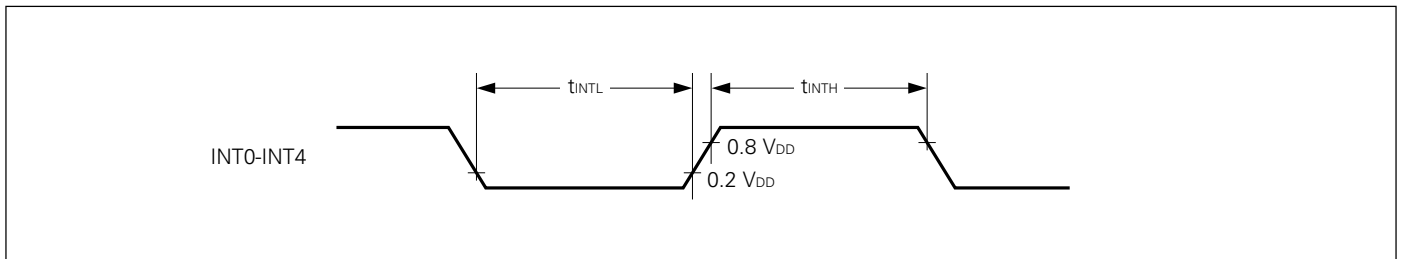 tINTL
tINTH
INT0-INT4
0.8 VDD
0.2 VDD